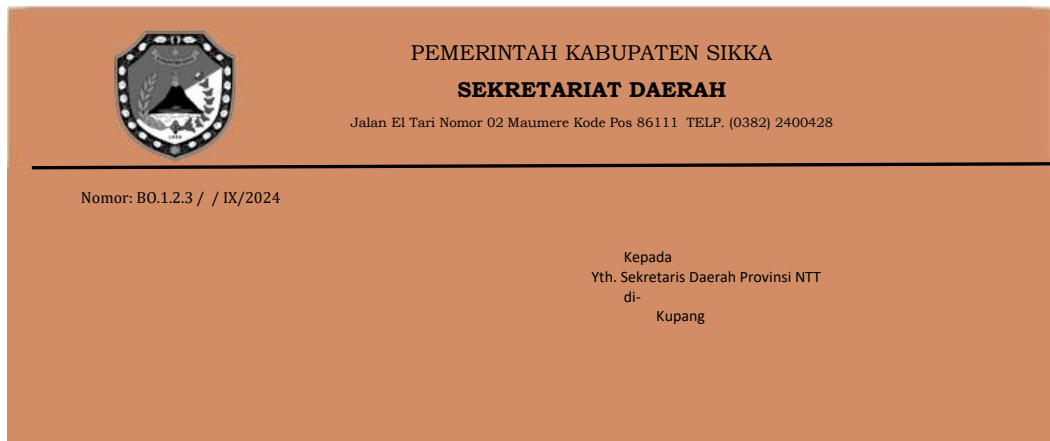 PEMERINTAH KABUPATEN SIKKA
SEKRETARIAT DAERAH
Jalan El Tari Nomor 02 Maumere Kode Pos 86111 TELP. (0382) 2400428
Nomor: B0.1.2.3 / / IX/2024
Kepada
Yth. Sekretaris Daerah Provinsi NTT
di-
Kupang